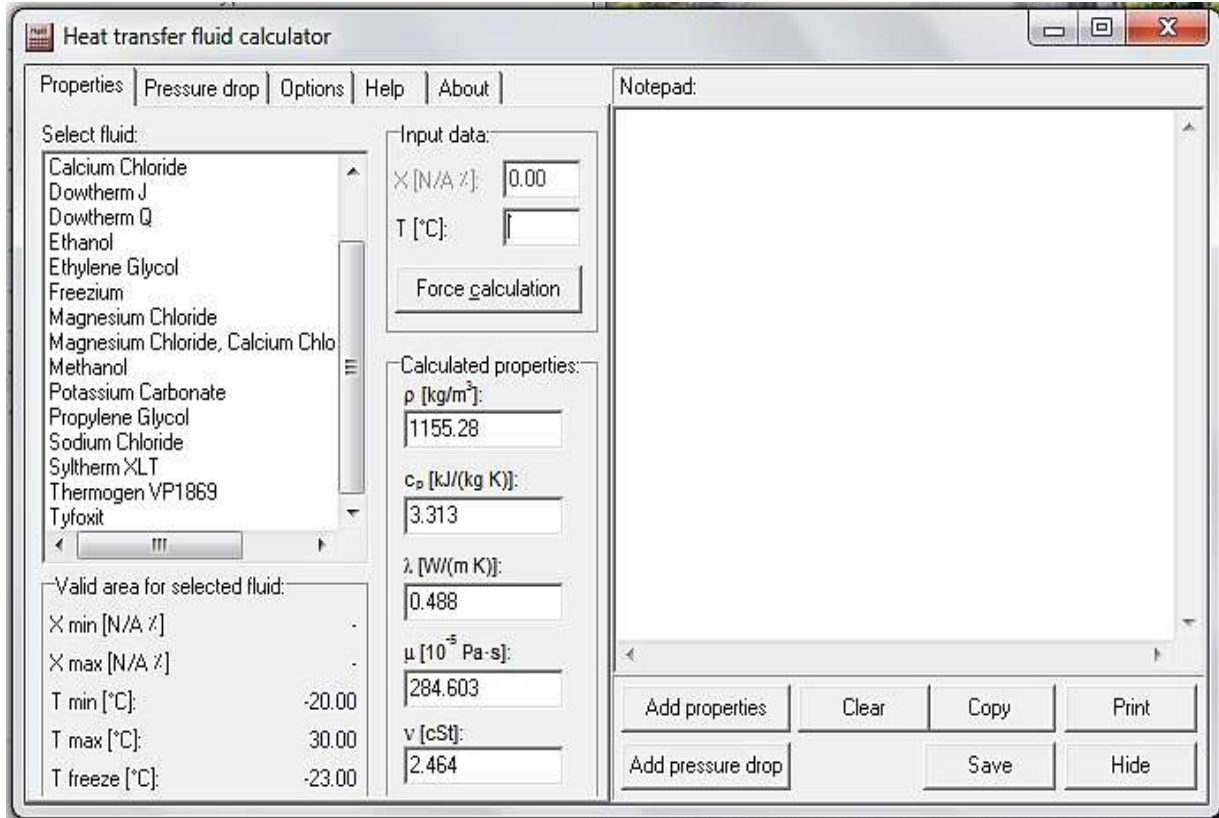 Heat transfer fluid calculator
Properties Pressure drop Options Help About
Select fluid:
Calcium Chloride
Dowtherm J
Dowtherm Q
Ethanol
Ethylene Glycol
Freezium
Magnesium Chloride
Magnesium Chloride, Calcium Chlo
Methanol
Potassium Carbonate
Propylene Glycol
Sodium Chloride
Syltherm XLT
Thermogen VP1869
Tyfoxit
Valid area for selected fluid:
X min [N/A %] -
X max [N/A %] -
T min [°C]: -20.00
T max [°C]: 30.00
T freeze [°C]: -23.00
Input data:
X [N/A %]: 0.00
T [°C]:
Force calculation
Calculated properties:
ρ [kg/m³]:
1155.28
cₚ [kJ/(kg K)]:
3.313
λ [W/(m K)]:
0.488
μ [10⁻⁵ Pa·s]:
284.603
ν [cSt]:
2.464
Notepad:
Add properties Clear Copy Print
Add pressure drop Save Hide